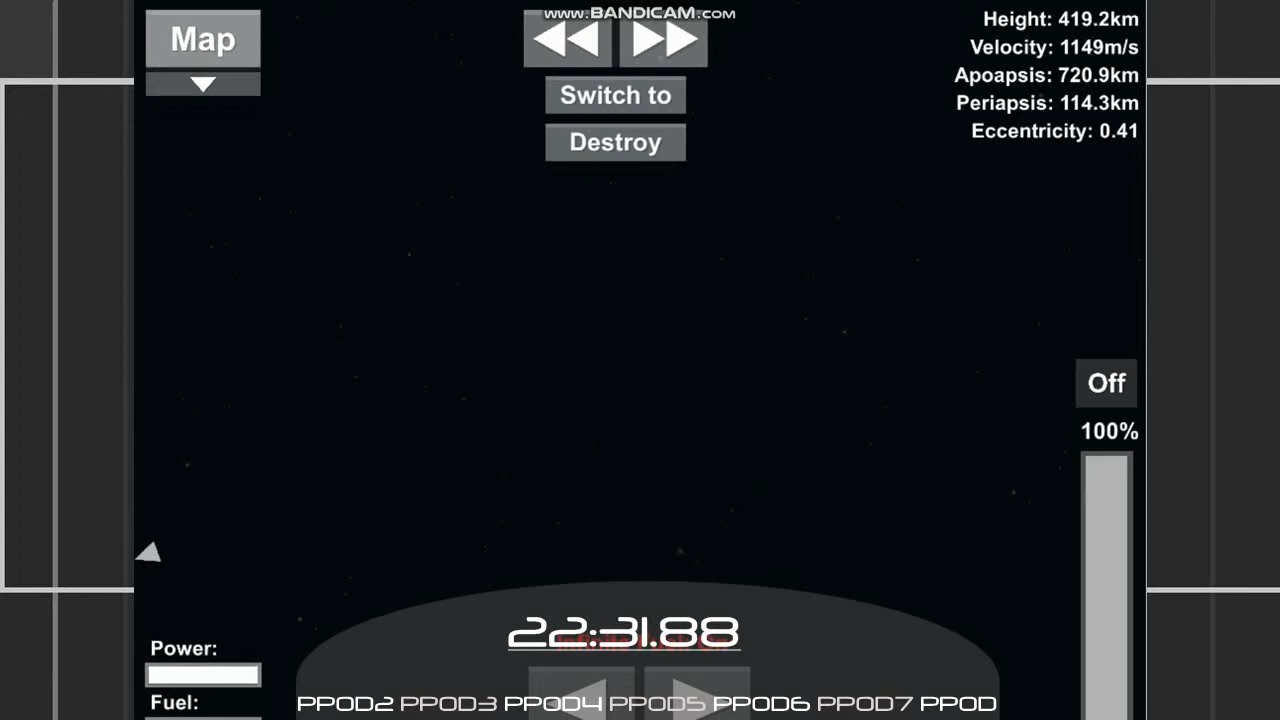 www.BANDICAM.com
Map
Switch to
Destroy
Height: 419.2km
Velocity: 1149m/s
Apoapsis: 720.9km
Periapsis: 114.3km
Eccentricity: 0.41
Off
100%
22:31.88
Power:
Fuel:
PPOD2 PPOD3 PPOD4 PPOD5 PPOD6 PPOD7 PPOD